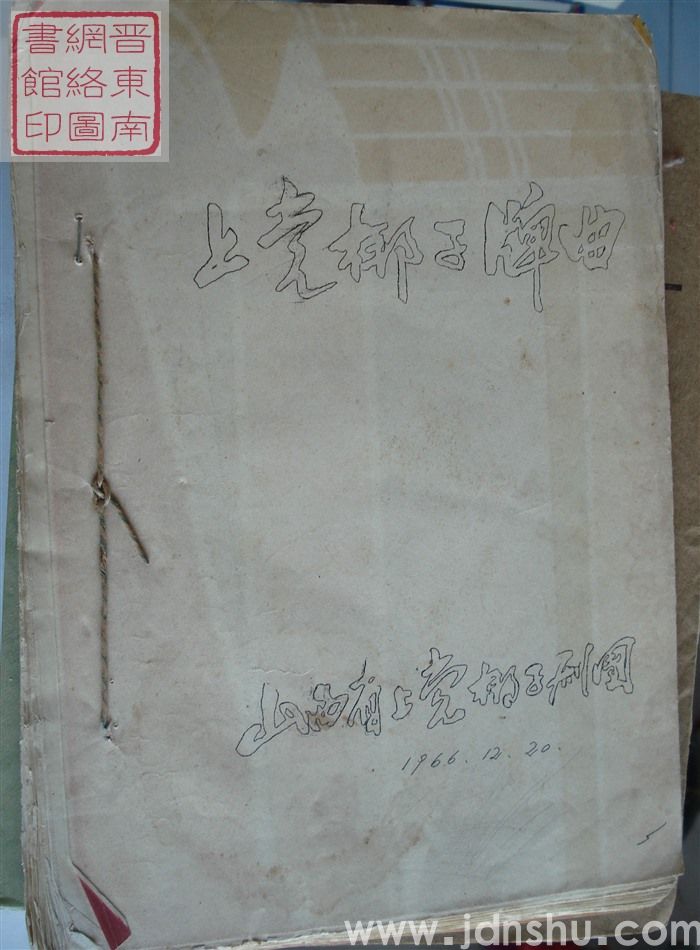 晋東南
網絡圖
書館印
上党梆子牌曲
山西省上党梆子剧团
1966.12.20.
www.jdnshu.com